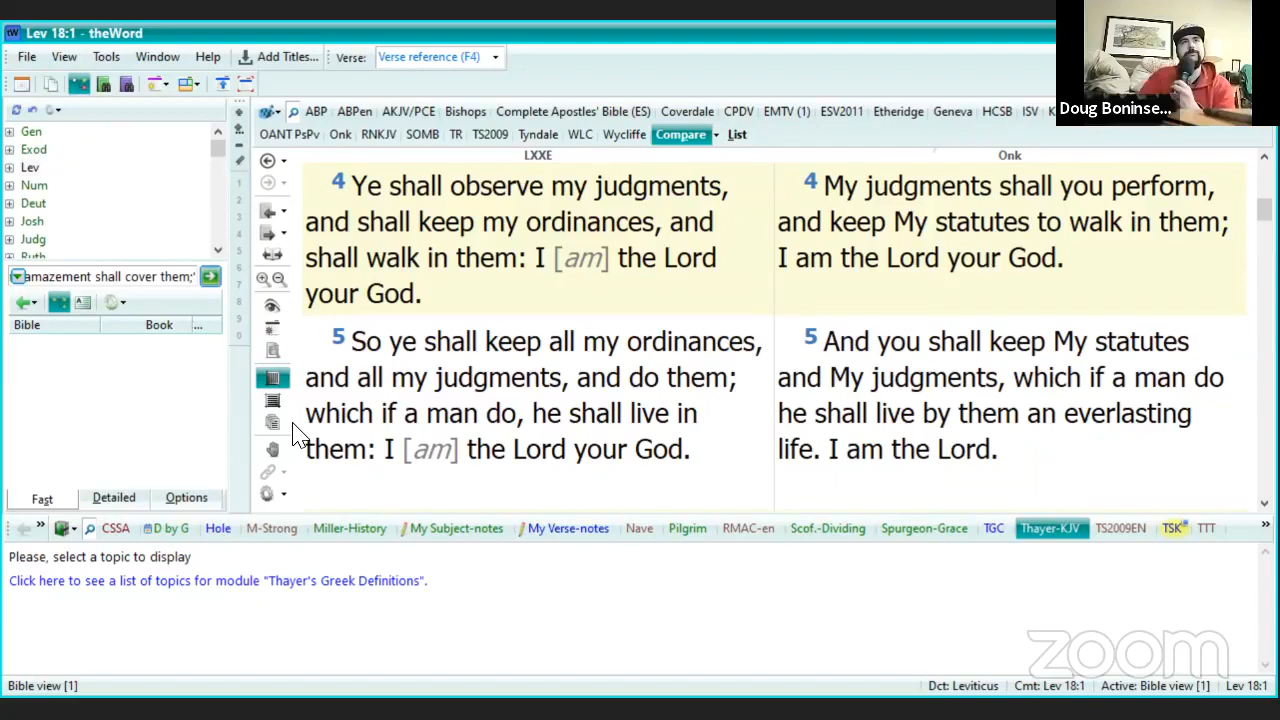 Lev 18:1 - theWord
File View Tools Window Help Add Titles... Verse: Verse reference (F4)
Doug Boninse...
ABP ABPen AKJV/PCE Bishops Complete Apostles' Bible (ES) Coverdale CPDV EMTV (1) ESV2011 Etheridge Geneva HCSB ISV
OANT PsPv Onk RNKJV SOMB TR TS2009 Tyndale WLC Wycliffe Compare List
Gen
Exod
Lev
Num
Deut
Josh
Judg
Ruth
amazement shall cover them;
Bible Book ...
Fast Detailed Options
1
2
3
4
5
6
7
8
9
0
LXXE
4 Ye shall observe my judgments,
and shall keep my ordinances, and
shall walk in them: I [am] the Lord
your God.
5 So ye shall keep all my ordinances,
and all my judgments, and do them;
which if a man do, he shall live in
them: I [am] the Lord your God.
Onk
4 My judgments shall you perform,
and keep My statutes to walk in them;
I am the Lord your God.
5 And you shall keep My statutes
and My judgments, which if a man do
he shall live by them an everlasting
life. I am the Lord.
CSSA D by G Hole M-Strong Miller-History My Subject-notes My Verse-notes Nave Pilgrim RMAC-en Scof.-Dividing Spurgeon-Grace TGC Thayer-KJV TS2009EN TSK TTT
Please, select a topic to display
Click here to see a list of topics for module "Thayer's Greek Definitions".
zoom
Bible view [1] Dct: Leviticus Cmt: Lev 18:1 Active: Bible view [1] Lev 18:1